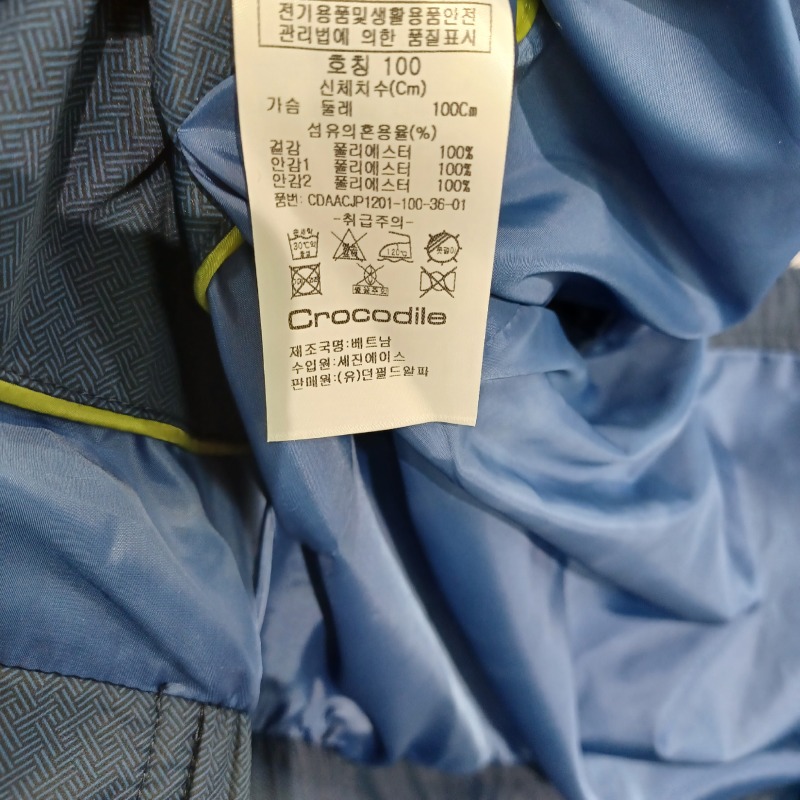 전기용품및생활용품안전
관리법에 의한 품질표시
호칭 100
신체치수(Cm)
가슴 둘레 100Cm
섬유의혼용율(%)
겉감 폴리에스터 100%
안감1 폴리에스터 100%
안감2 폴리에스터 100%
품번: CDAACJP1201-100-36-01
-취급주의-
30℃약 120℃
Crocodile
제조국명:베트남
수입원:세진에이스
판매원:(유)던필드알파